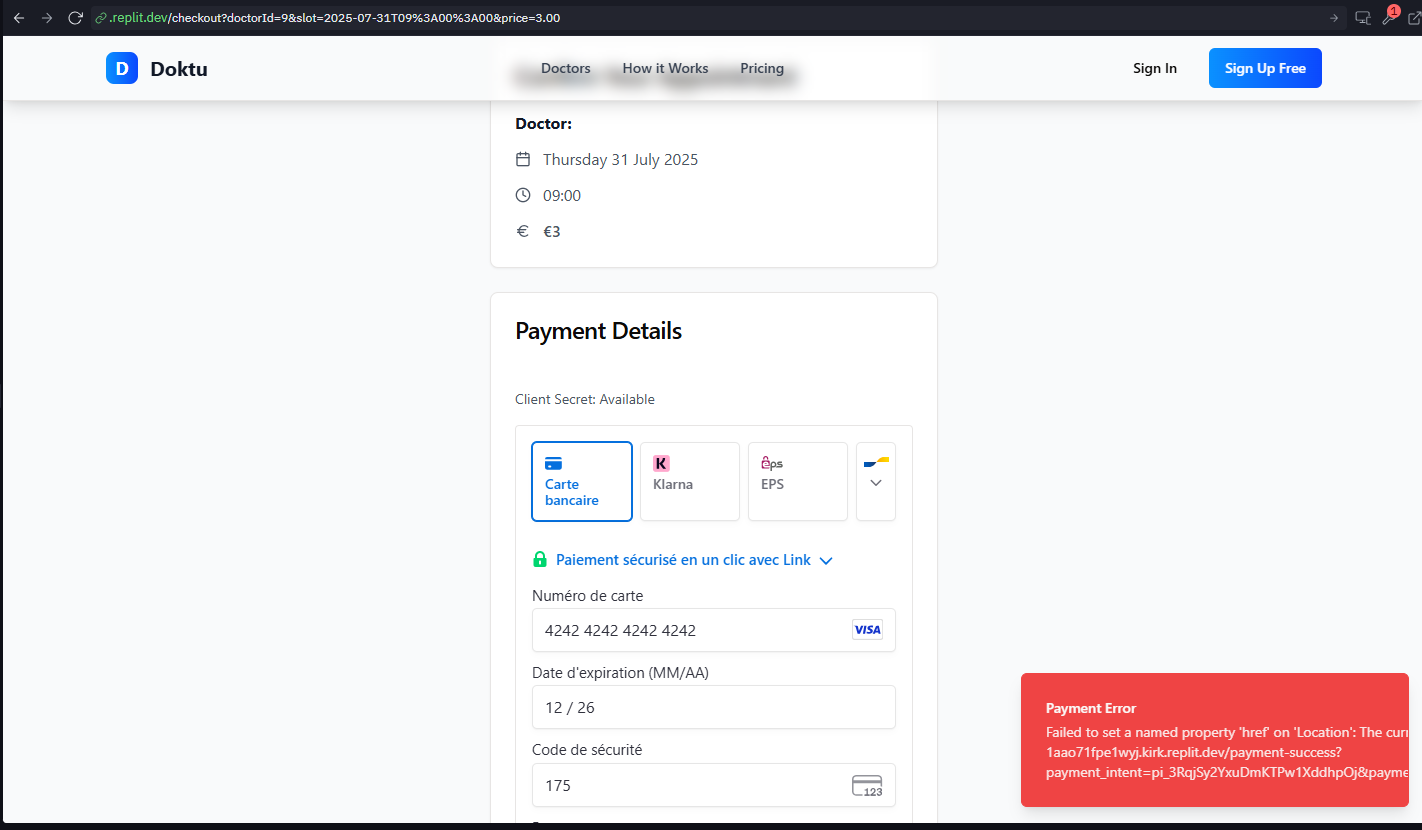 .replit.dev/checkout?doctorId=9&slot=2025-07-31T09%3A00%3A00&price=3.00
1
D Doktu
Doctors How it Works Pricing
Sign In
Sign Up Free
Doctor:
Thursday 31 July 2025
09:00
€ €3
Payment Details
Client Secret: Available
Carte
bancaire
K
Klarna
eps
EPS
Paiement sécurisé en un clic avec Link
Numéro de carte
4242 4242 4242 4242 VISA
Date d'expiration (MM/AA)
12 / 26
Code de sécurité
175 123
Payment Error
Failed to set a named property 'href' on 'Location': The curr
1aao71fpe1wyj.kirk.replit.dev/payment-success?
payment_intent=pi_3RqjSy2YxuDmKTPw1XddhpOj&payme